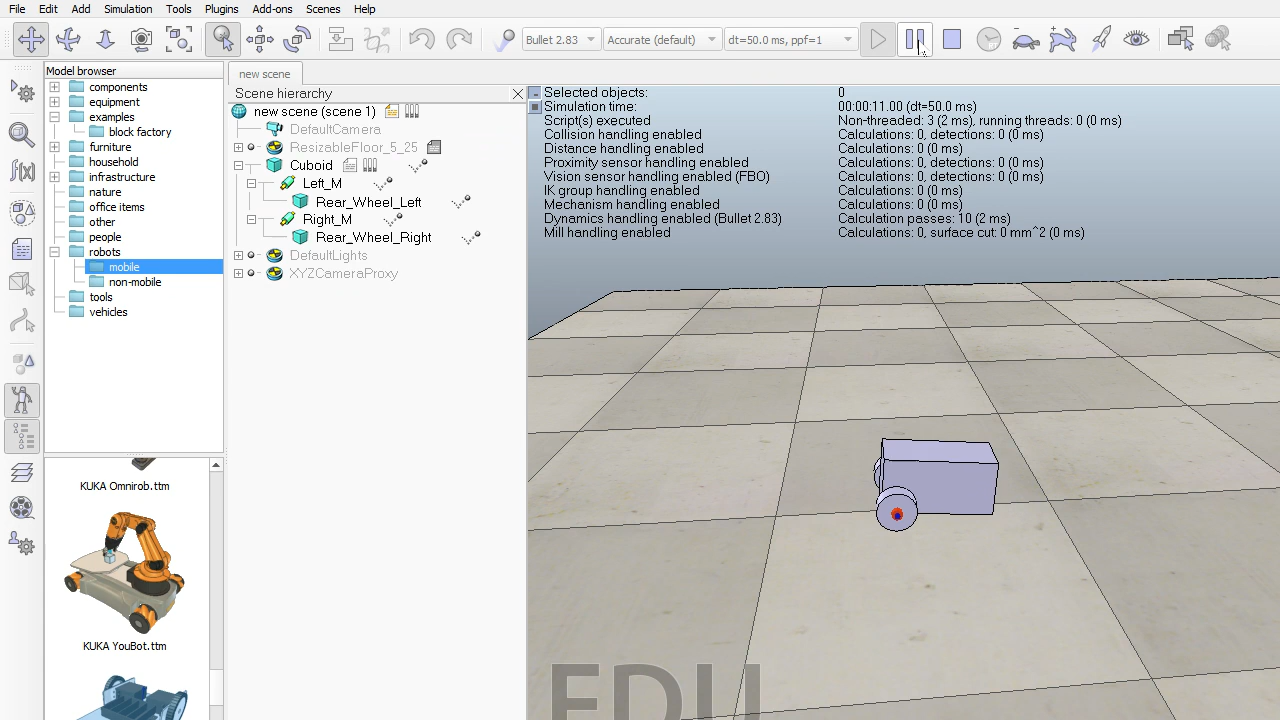 File Edit Add Simulation Tools Plugins Add-ons Scenes Help
Bullet 2.83 Accurate (default) dt=50.0 ms, ppf=1
RT
Model browser
components
equipment
examples
block factory
furniture
household
infrastructure
nature
office items
other
people
robots
mobile
non-mobile
tools
vehicles
KUKA Omnirob.ttm
KUKA YouBot.ttm
new scene
Scene hierarchy
new scene (scene 1)
DefaultCamera
ResizableFloor_5_25
Cuboid
Left_M
Rear_Wheel_Left
Right_M
Rear_Wheel_Right
DefaultLights
XYZCameraProxy
Selected objects: 0
Simulation time: 00:00:11.00 (dt=50.0 ms)
Script(s) executed Non-threaded: 3 (2 ms), running threads: 0 (0 ms)
Collision handling enabled Calculations: 0, detections: 0 (0 ms)
Distance handling enabled Calculations: 0 (0 ms)
Proximity sensor handling enabled Calculations: 0, detections: 0 (0 ms)
Vision sensor handling enabled (FBO) Calculations: 0, detections: 0 (0 ms)
IK group handling enabled Calculations: 0 (0 ms)
Mechanism handling enabled Calculations: 0 (0 ms)
Dynamics handling enabled (Bullet 2.83) Calculation passes: 10 (2 ms)
Mill handling enabled Calculations: 0, surface cut: 0 mm^2 (0 ms)
EDU